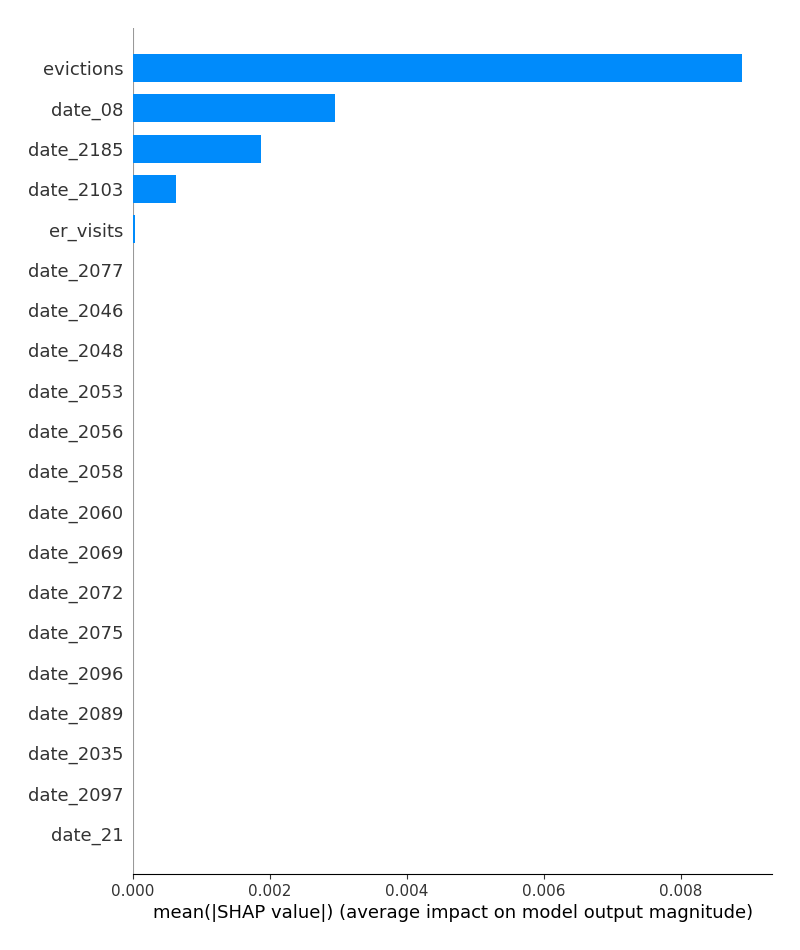 evictions
date_08
date_2185
date_2103
er_visits
date_2077
date_2046
date_2048
date_2053
date_2056
date_2058
date_2060
date_2069
date_2072
date_2075
date_2096
date_2089
date_2035
date_2097
date_21
0.000 0.002 0.004 0.006 0.008
mean(|SHAP value|) (average impact on model output magnitude)